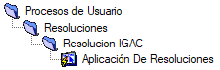 Procesos de Usuario
Resoluciones
Resolucion IGAC
Aplicación De Resoluciones